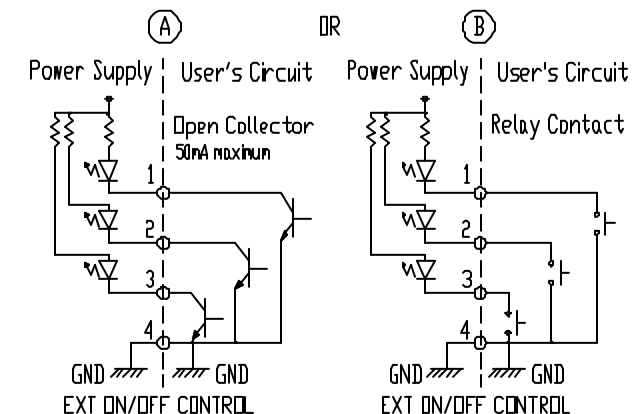 A OR B
Power Supply User's Circuit Power Supply User's Circuit
Open Collector Relay Contact
50mA maximum
1 1
2 2
3 3
4 4
GND GND GND GND
EXT ON/OFF CONTROL EXT ON/OFF CONTROL